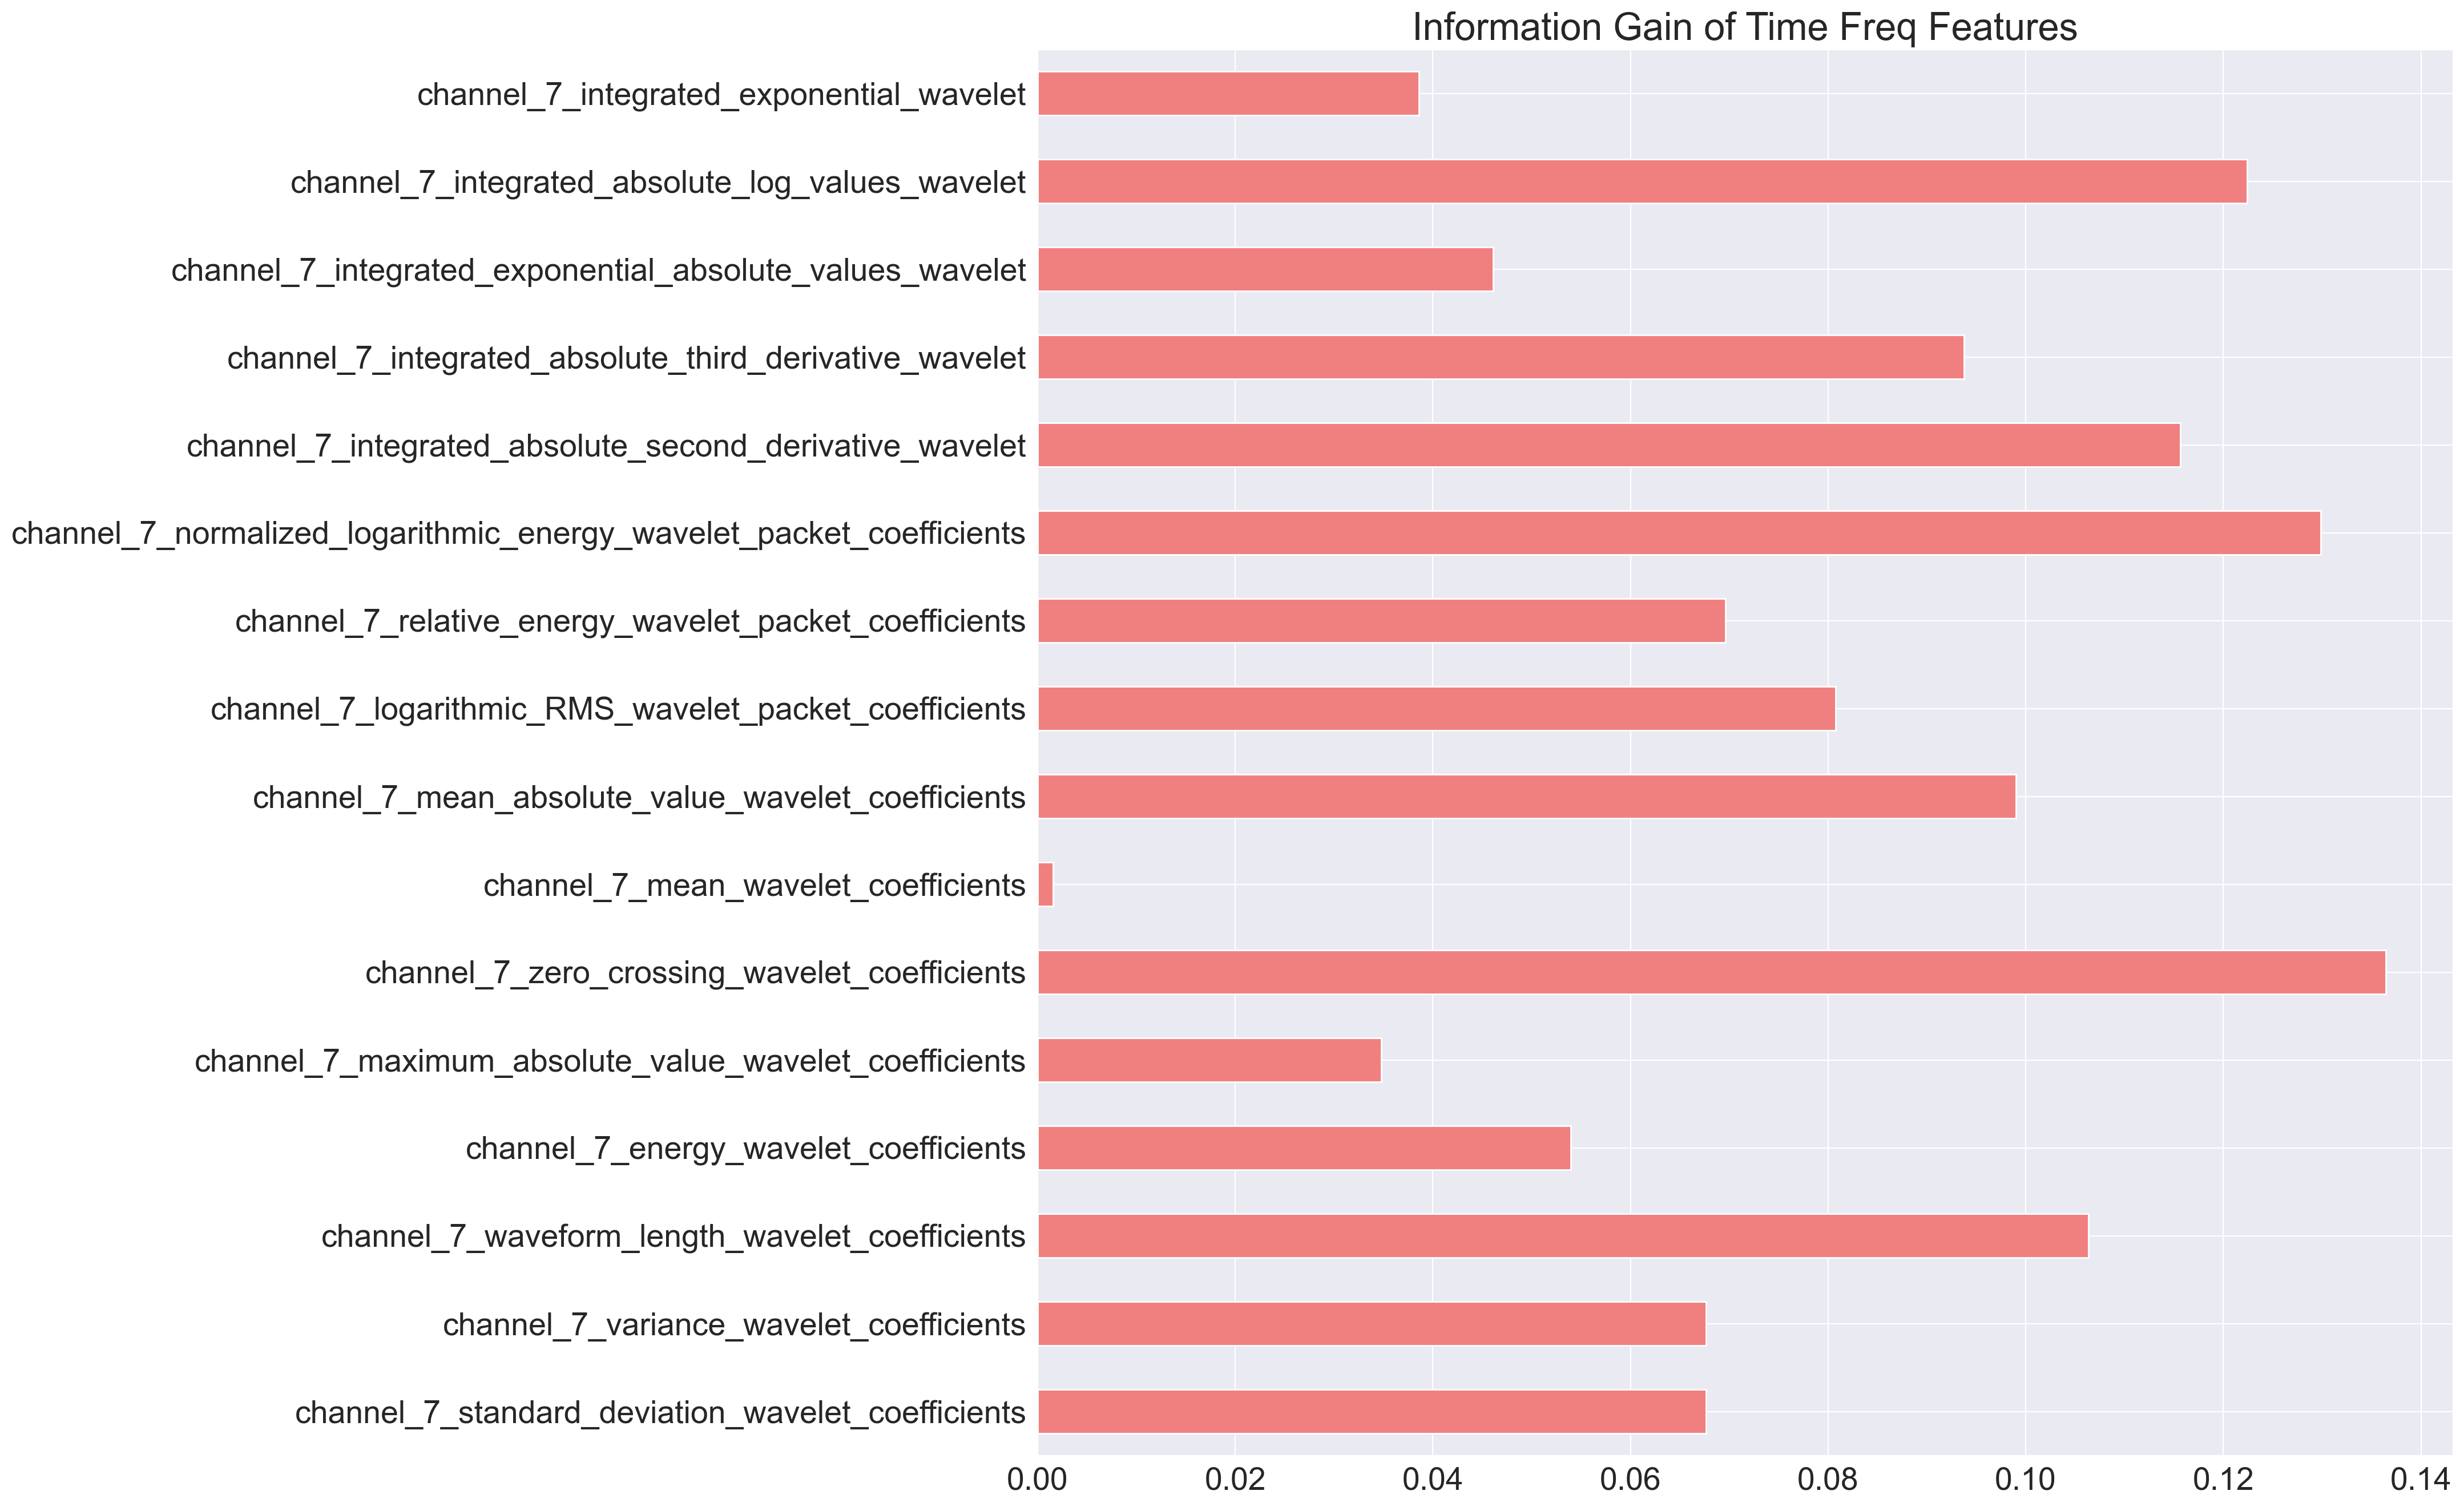 Information Gain of Time Freq Features
channel_7_integrated_exponential_wavelet
channel_7_integrated_absolute_log_values_wavelet
channel_7_integrated_exponential_absolute_values_wavelet
channel_7_integrated_absolute_third_derivative_wavelet
channel_7_integrated_absolute_second_derivative_wavelet
channel_7_normalized_logarithmic_energy_wavelet_packet_coefficients
channel_7_relative_energy_wavelet_packet_coefficients
channel_7_logarithmic_RMS_wavelet_packet_coefficients
channel_7_mean_absolute_value_wavelet_coefficients
channel_7_mean_wavelet_coefficients
channel_7_zero_crossing_wavelet_coefficients
channel_7_maximum_absolute_value_wavelet_coefficients
channel_7_energy_wavelet_coefficients
channel_7_waveform_length_wavelet_coefficients
channel_7_variance_wavelet_coefficients
channel_7_standard_deviation_wavelet_coefficients
0.00 0.02 0.04 0.06 0.08 0.10 0.12 0.14